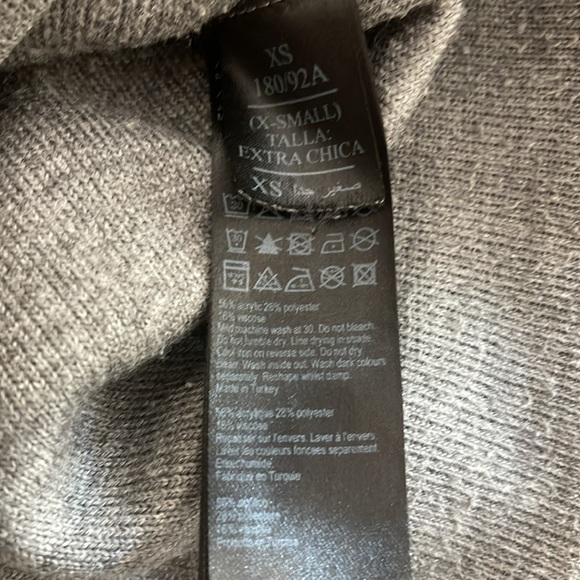 XS
180/92A
(X-SMALL)
TALLA:
EXTRA CHICA
XS صغير جدا
56% acrylic 28% polyester
16% viscose
Mild machine wash at 30. Do not bleach.
Do not tumble dry. Line drying in shade.
Cool iron on reverse side. Do not dry
clean. Wash inside out. Wash dark colours
separately. Reshape whilst damp.
Made in Turkey
56% acrylique 28% polyester
16% viscose
Repasser sur l'envers. Laver à l'envers.
Laver les couleurs foncées separement.
Fabriqué en Turquie